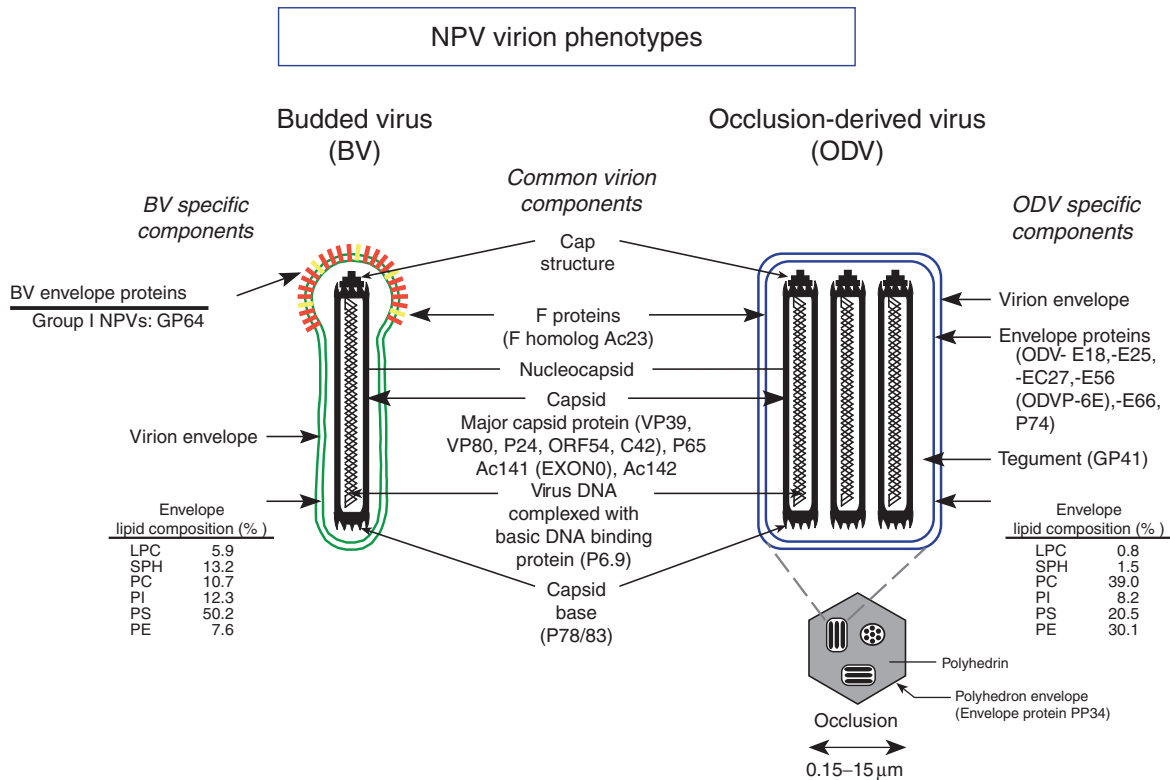 NPV virion phenotypes
Budded virus
(BV)
Occlusion-derived virus
(ODV)
BV specific
components
Common virion
components
ODV specific
components
BV envelope proteins
Group I NPVs: GP64
Virion envelope
Envelope
lipid composition (% )
LPC 5.9
SPH 13.2
PC 10.7
PI 12.3
PS 50.2
PE 7.6
Cap
structure
F proteins
(F homolog Ac23)
Nucleocapsid
Capsid
Major capsid protein (VP39,
VP80, P24, ORF54, C42), P65
Ac141 (EXON0), Ac142
Virus DNA
complexed with
basic DNA binding
protein (P6.9)
Capsid
base
(P78/83)
Virion envelope
Envelope proteins
(ODV- E18,-E25,
-EC27,-E56
(ODVP-6E),-E66,
P74)
Tegument (GP41)
Envelope
lipid composition (%)
LPC 0.8
SPH 1.5
PC 39.0
PI 8.2
PS 20.5
PE 30.1
Polyhedrin
Polyhedron envelope
(Envelope protein PP34)
Occlusion
0.15–15 μm